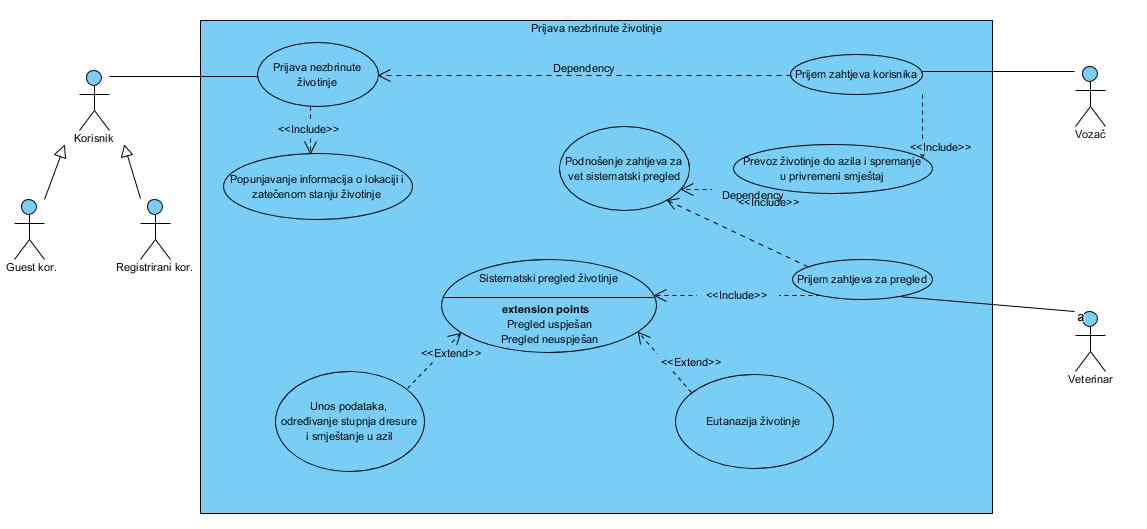 Prijava nezbrinute životinje
Prijava nezbrinute
životinje
Dependency
Prijem zahtjeva korisnika
Korisnik
Vozač
<<Include>>
<<Include>>
Popunjavanje informacija o lokaciji i
zatečenom stanju životinje
Podnošenje zahtjeva za
vet sistematski pregled
Prevoz životinje do azila i spremanje
u privremeni smještaj
Dependency
<<Include>>
Guest kor.
Registrirani kor.
Sistematski pregled životinje
extension points
Pregled uspješan
Pregled neuspješan
<<Include>>
Prijem zahtjeva za pregled
a
Veterinar
<<Extend>>
<<Extend>>
Unos podataka,
određivanje stupnja dresure
i smještanje u azil
Eutanazija životinje